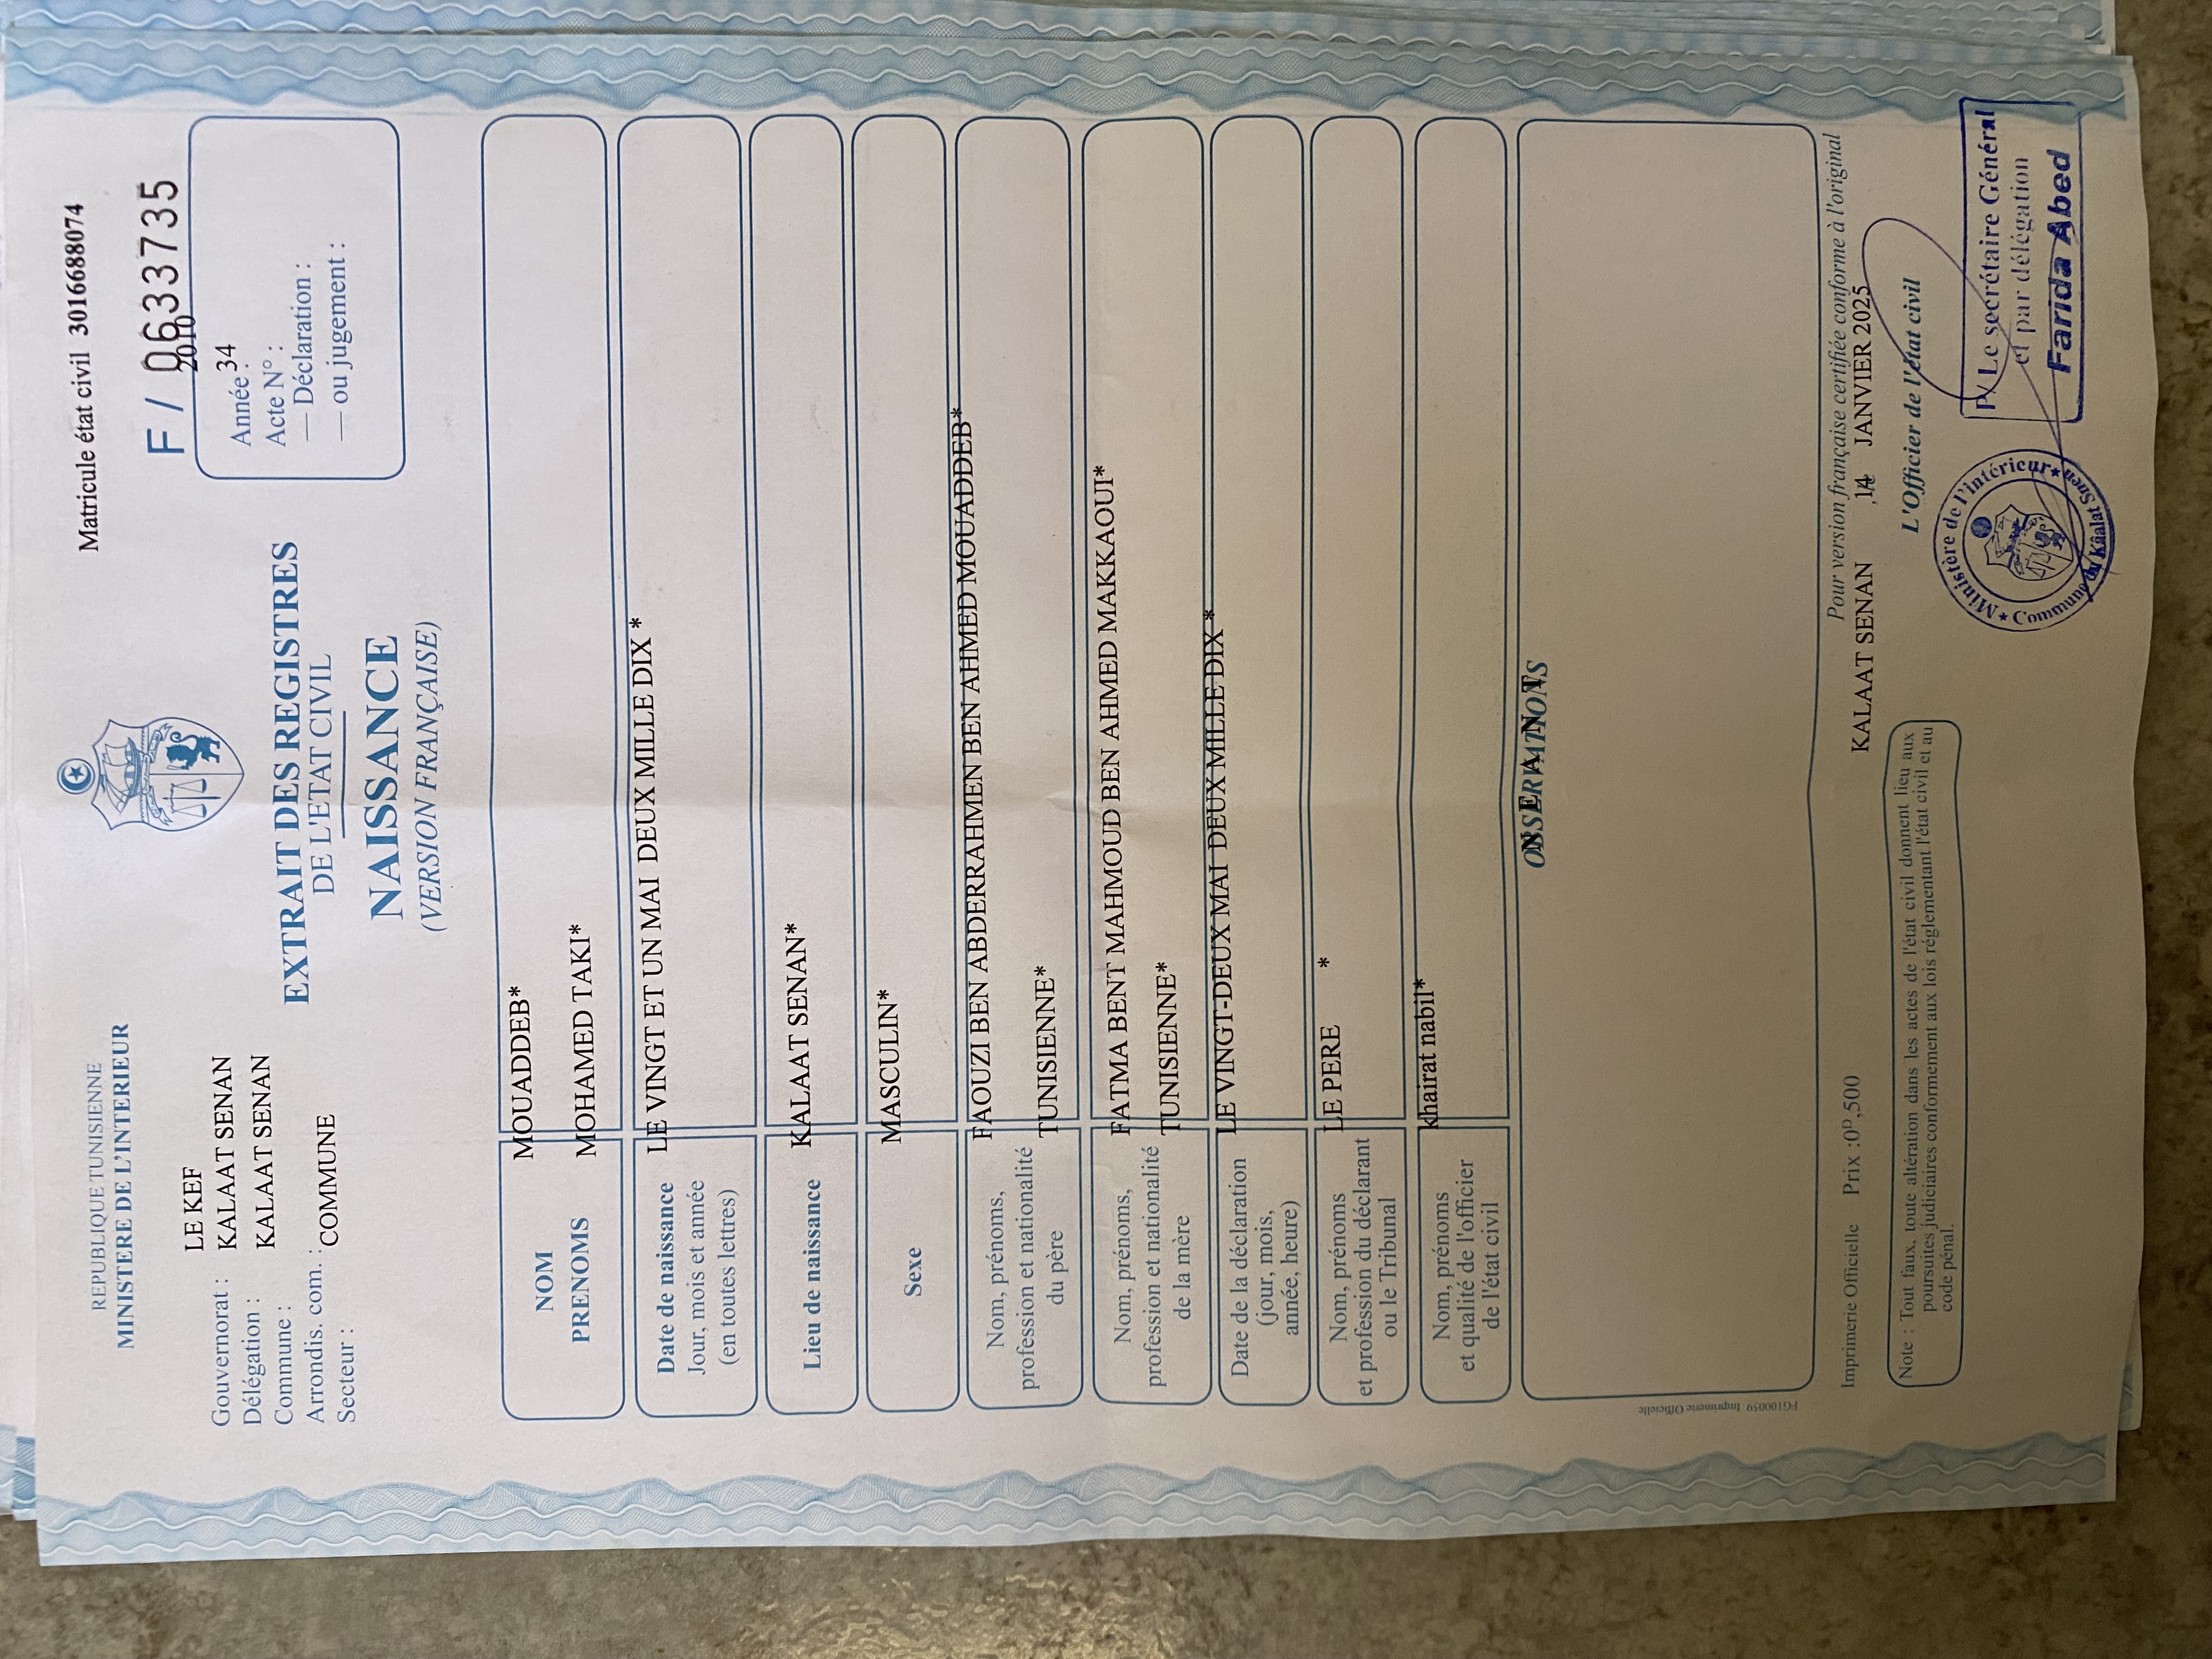 REPUBLIQUE TUNISIENNE
MINISTERE DE L'INTERIEUR
Matricule état civil 301668807​4
F / 0633735
LE KEF
Gouvernorat : KALAAT SENAN
Délégation : KALAAT SENAN
Commune :
Arrondis. com. : COMMUNE
Secteur :
2010
Année : 34
Acte N° :
— Déclaration :
— ou jugement :
EXTRAIT DES REGISTRES
DE L'ETAT CIVIL
NAISSANCE
(VERSION FRANÇAISE)
NOM MOUADDEB*
PRENOMS MOHAMED TAKI*
Date de naissance LE VINGT ET UN MAI DEUX MILLE DIX *
Jour, mois et année
(en toutes lettres)
Lieu de naissance KALAAT SENAN*
Sexe MASCULIN*
Nom, prénoms, FAOUZI BEN ABDERRAHMEN BEN AHMED MOUADDEB*
profession et nationalité
du père TUNISIENNE*
Nom, prénoms, FATMA BENT MAHMOUD BEN AHMED MAKKAOUI*
profession et nationalité
de la mère TUNISIENNE*
Date de la déclaration LE VINGT-DEUX MAI DEUX MILLE DIX *
(jour, mois,
année, heure)
Nom, prénoms LE PERE *
et profession du déclarant
ou le Tribunal
Nom, prénoms khairat nabil*
et qualité de l'officier
de l'état civil
OBSERVATIONS
N E A N T
FG100059 Imprimerie Officielle
Imprimerie Officielle Prix :0ᴰ,500
Pour version française certifiée conforme à l'original
KALAAT SENAN ,14 JANVIER 2025
L'Officier de l'état civil
Note : Tout faux, toute altération dans les actes de l'état civil donnent lieu aux
poursuites judiciaires conformement aux lois réglementant l'état civil et au
code pénal.
★ Ministère de l'intérieur ★
Commune du Kâalat Snen
P/ Le secrétaire Général
et par délégation
Farida Abed